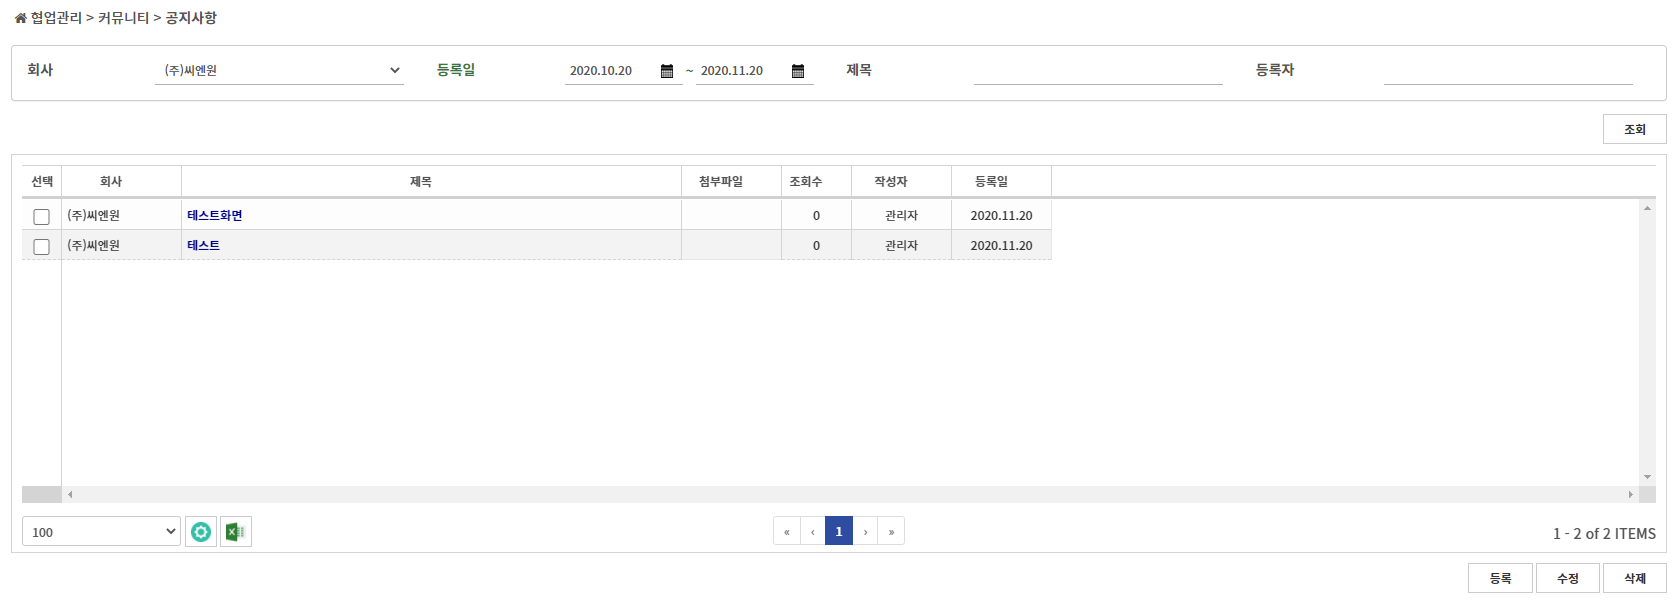 협업관리 > 커뮤니티 > 공지사항
회사 (주)씨엔원 등록일 2020.10.20 ~ 2020.11.20 제목 등록자
조회
선택 회사 제목 첨부파일 조회수 작성자 등록일
(주)씨엔원 테스트화면 0 관리자 2020.11.20
(주)씨엔원 테스트 0 관리자 2020.11.20
100 « ‹ 1 › » 1 - 2 of 2 ITEMS
등록 수정 삭제